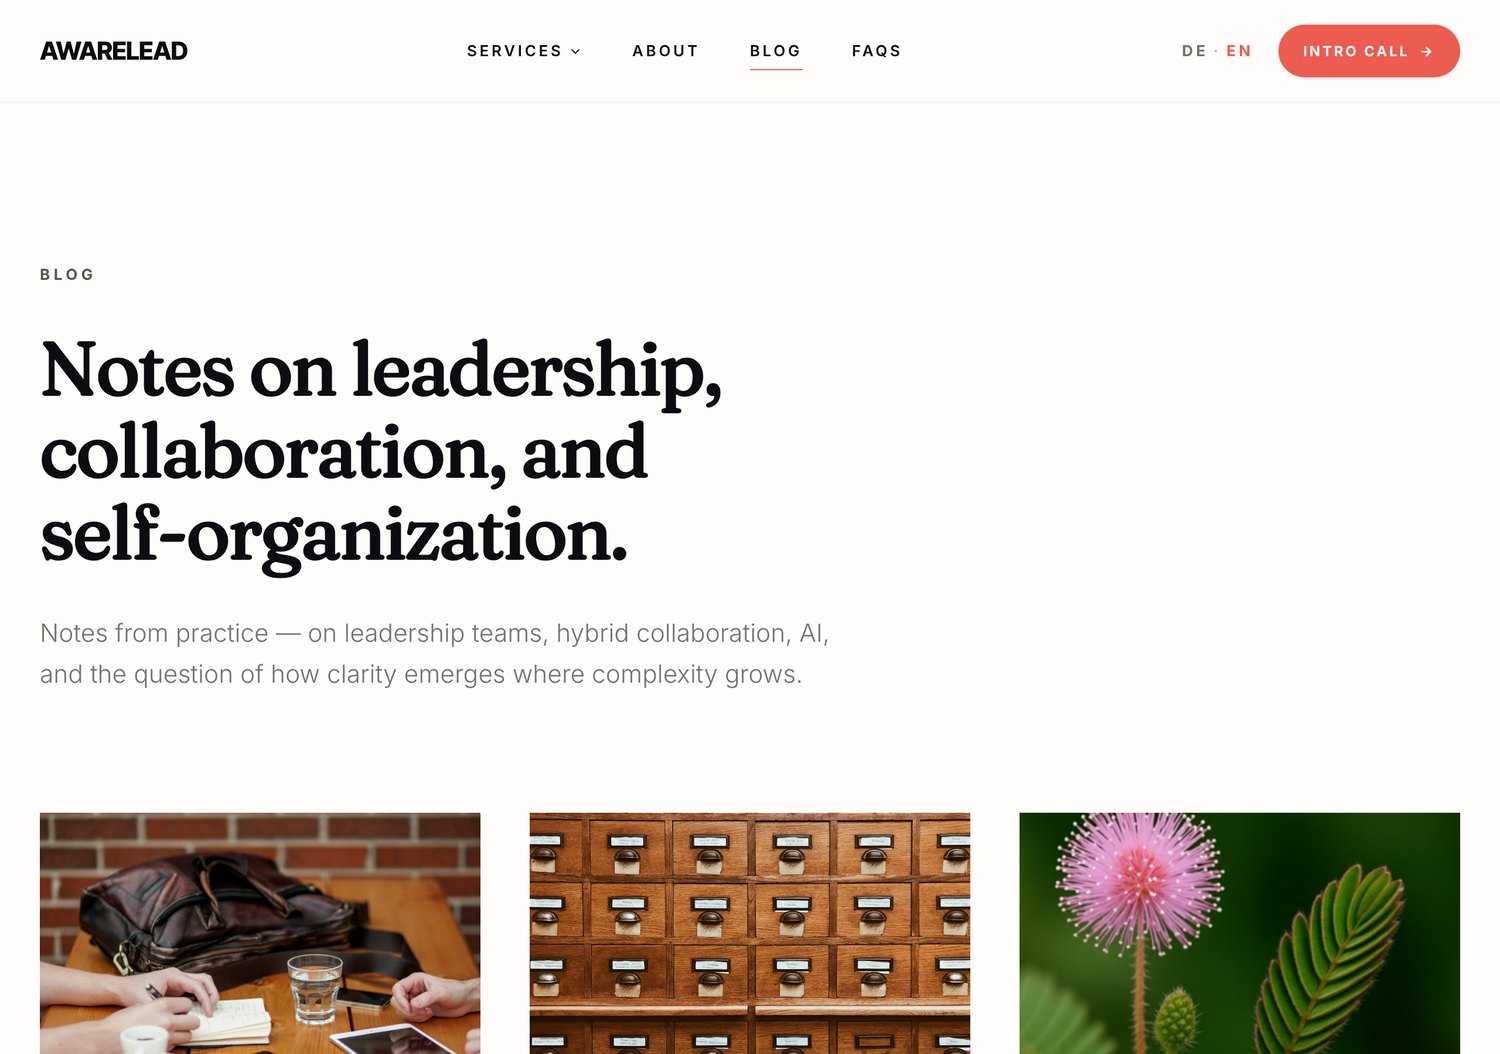 AWARELEAD
SERVICES
ABOUT
BLOG
FAQS
DE · EN
INTRO CALL →
BLOG
Notes on leadership,
collaboration, and
self-organization.
Notes from practice — on leadership teams, hybrid collaboration, AI,
and the question of how clarity emerges where complexity grows.